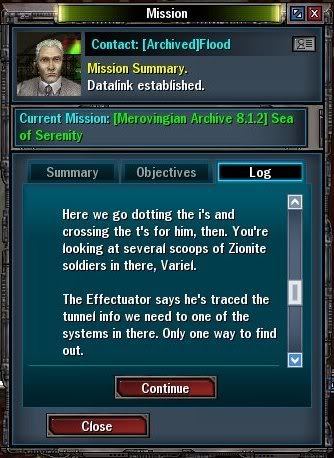 Mission
Contact: [Archived]Flood
Mission Summary.
Datalink established.
Current Mission: [Merovingian Archive 8.1.2] Sea
of Serenity
Summary
Objectives
Log
Here we go dotting the i's and
crossing the t's for him, then. You're
looking at several scoops of Zionite
soldiers in there, Variel.
The Effectuator says he's traced the
tunnel info we need to one of the
systems in there. Only one way to find
out.
Continue
Close